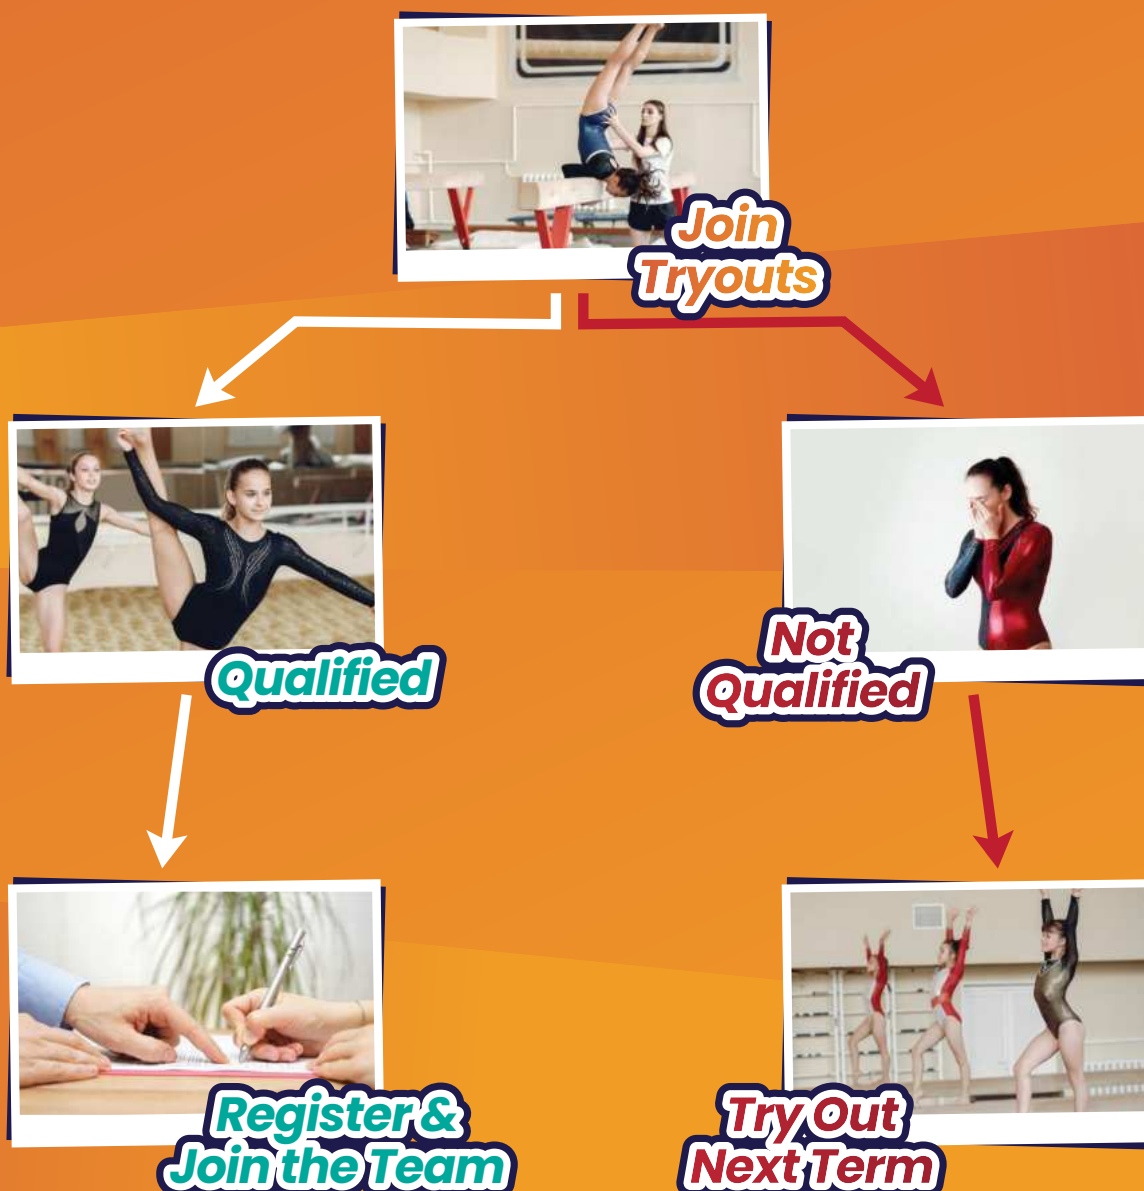 Join
Tryouts
Qualified
Not
Qualified
Register &
Join the Team
Try Out
Next Term